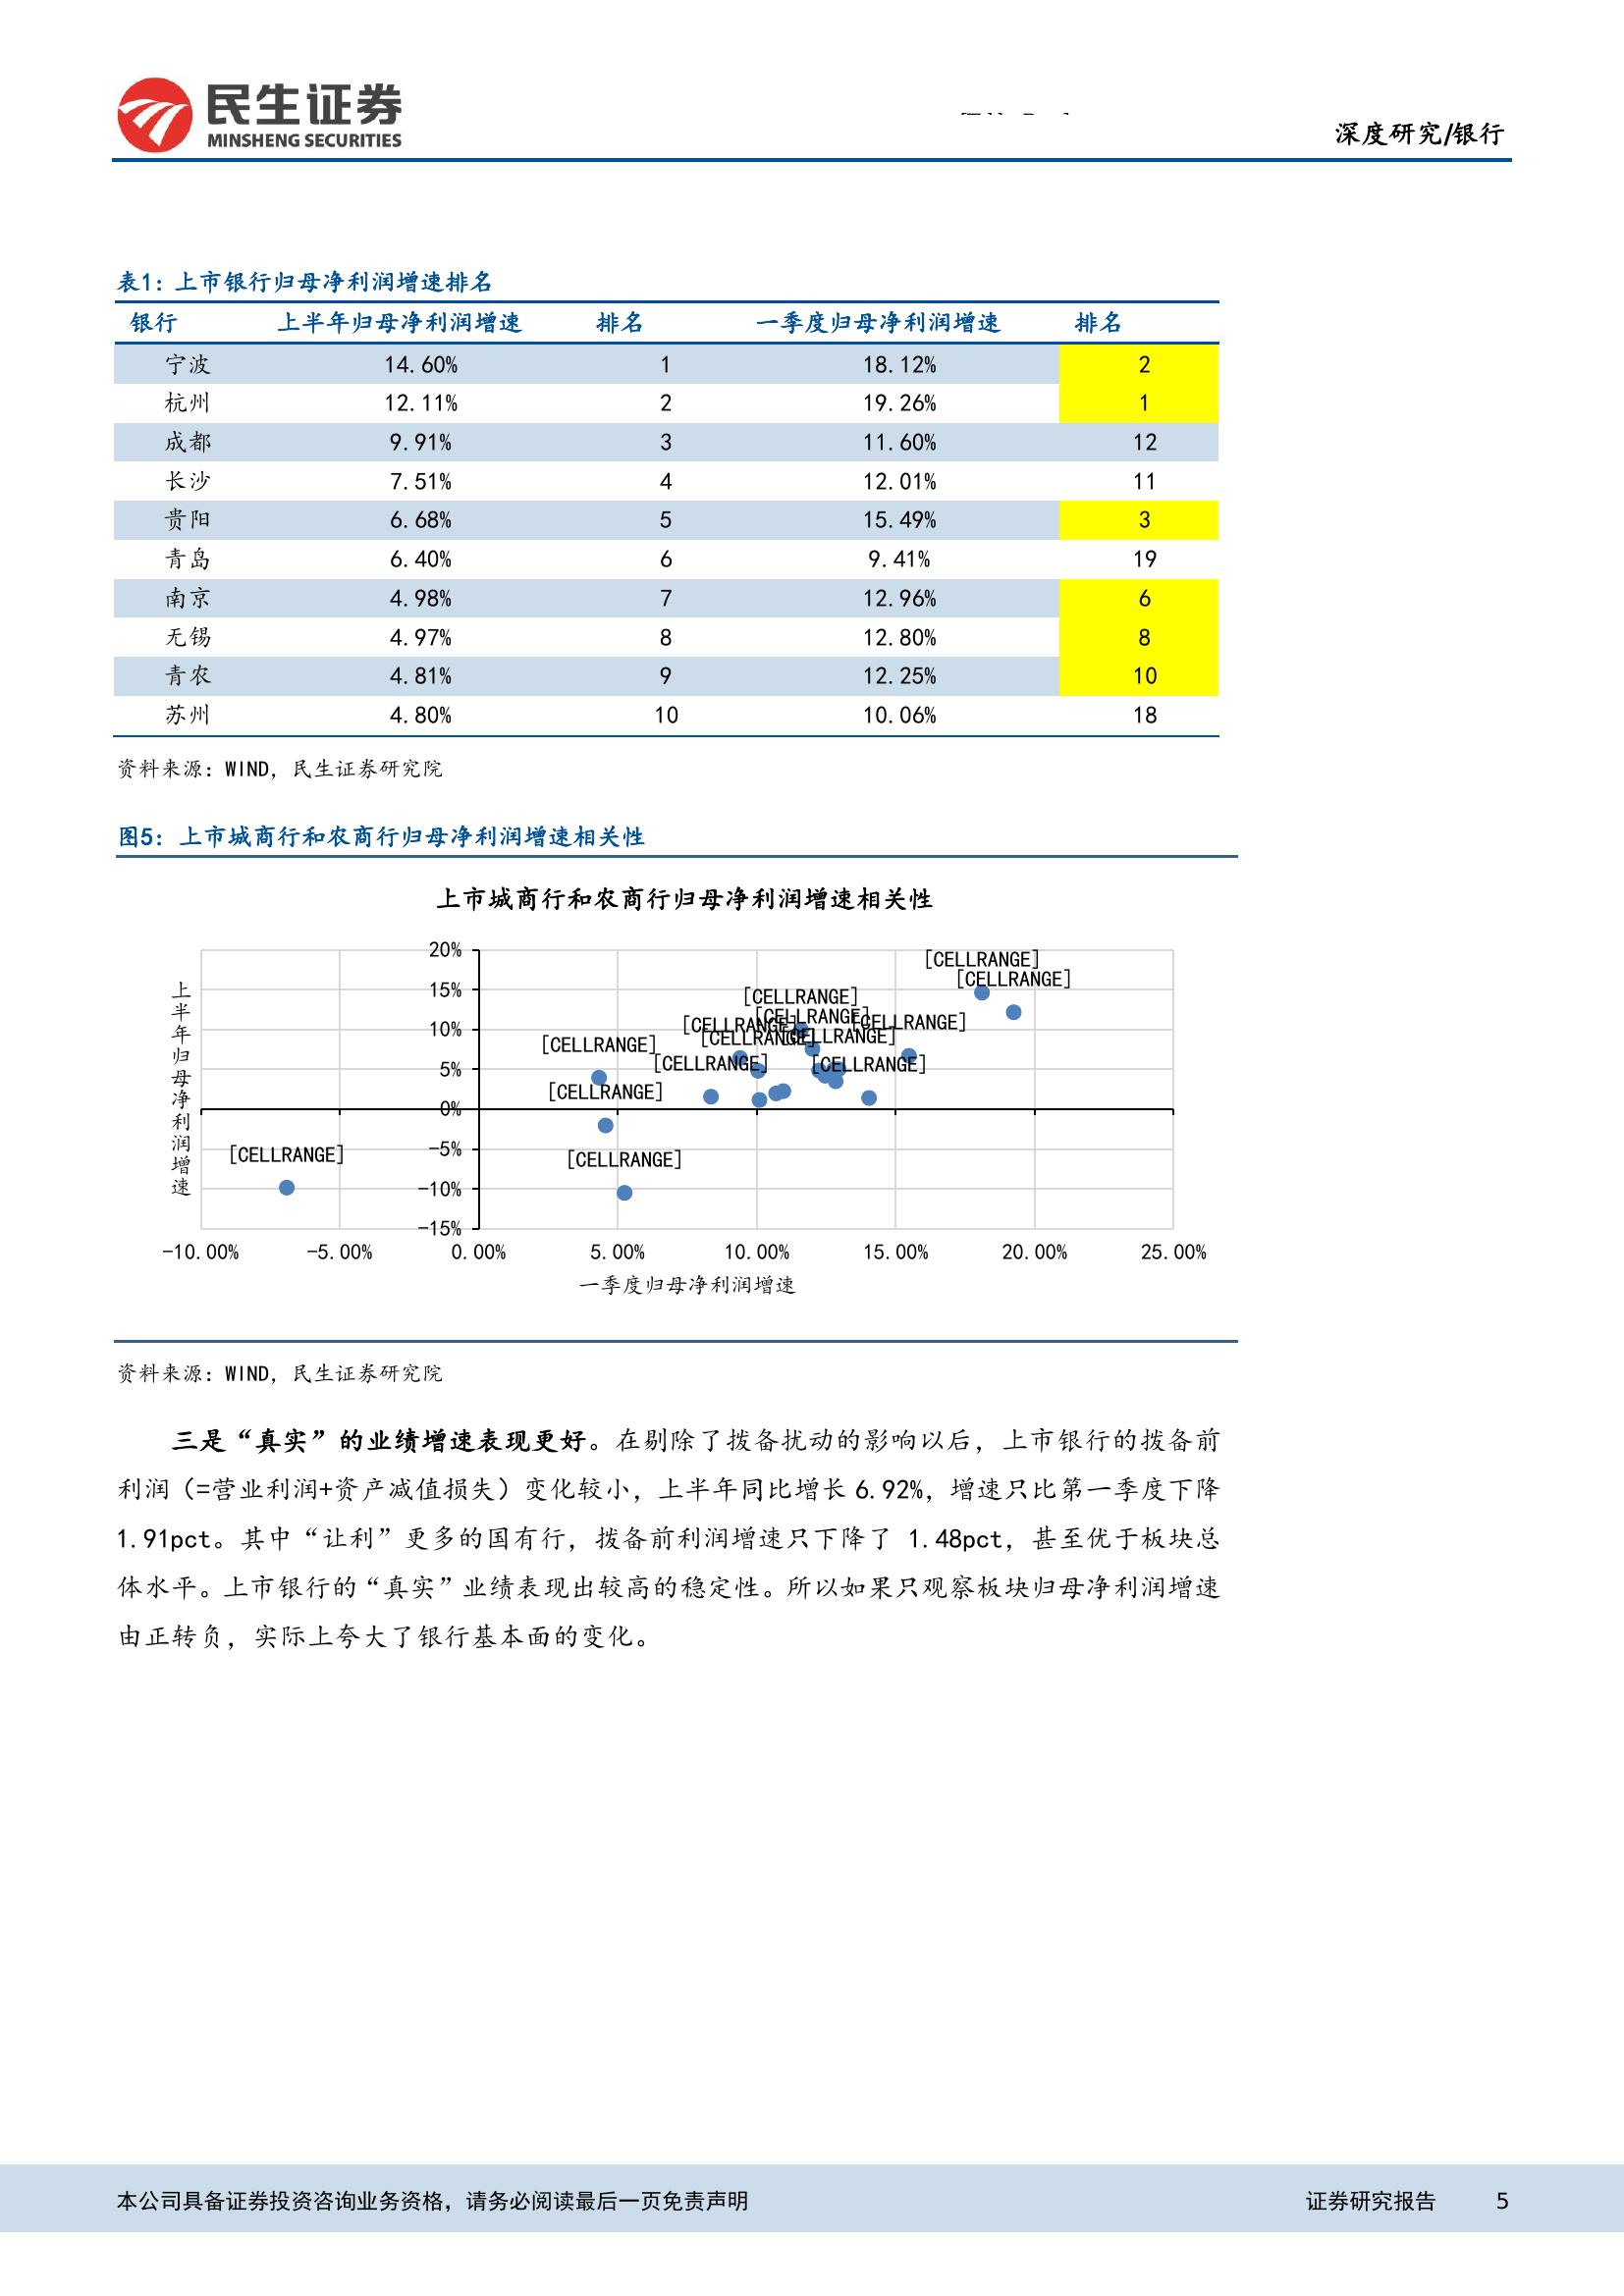 民生证券
MINSHENG SECURITIES
深度研究/银行
表1: 上市银行归母净利润增速排名
银行 上半年归母净利润增速 排名 一季度归母净利润增速 排名
宁波 14.60% 1 18.12% 2
杭州 12.11% 2 19.26% 1
成都 9.91% 3 11.60% 12
长沙 7.51% 4 12.01% 11
贵阳 6.68% 5 15.49% 3
青岛 6.40% 6 9.41% 19
南京 4.98% 7 12.96% 6
无锡 4.97% 8 12.80% 8
青农 4.81% 9 12.25% 10
苏州 4.80% 10 10.06% 18
资料来源：WIND，民生证券研究院
图5：上市城商行和农商行归母净利润增速相关性
上市城商行和农商行归母净利润增速相关性
上半年归母净利润增速
20%
15%
10%
5%
0%
-5%
-10%
-15%
[CELLRANGE]
[CELLRANGE]
[CELLRANGE]
[CELLRANGE]
[CELLRANGE]
[CELLRANGE]
[CELLRANGE]
[CELLRANGE]
[CELLRANGE]
[CELLRANGE]
[CELLRANGE]
[CELLRANGE]
[CELLRANGE]
[CELLRANGE]
-10.00% -5.00% 0.00% 5.00% 10.00% 15.00% 20.00% 25.00%
一季度归母净利润增速
资料来源：WIND，民生证券研究院
三是“真实”的业绩增速表现更好。在剔除了拨备扰动的影响以后，上市银行的拨备前
利润（=营业利润+资产减值损失）变化较小，上半年同比增长 6.92%，增速只比第一季度下降
1.91pct。其中“让利”更多的国有行，拨备前利润增速只下降了 1.48pct，甚至优于板块总
体水平。上市银行的“真实”业绩表现出较高的稳定性。所以如果只观察板块归母净利润增速
由正转负，实际上夸大了银行基本面的变化。
本公司具备证券投资咨询业务资格，请务必阅读最后一页免责声明 证券研究报告 5